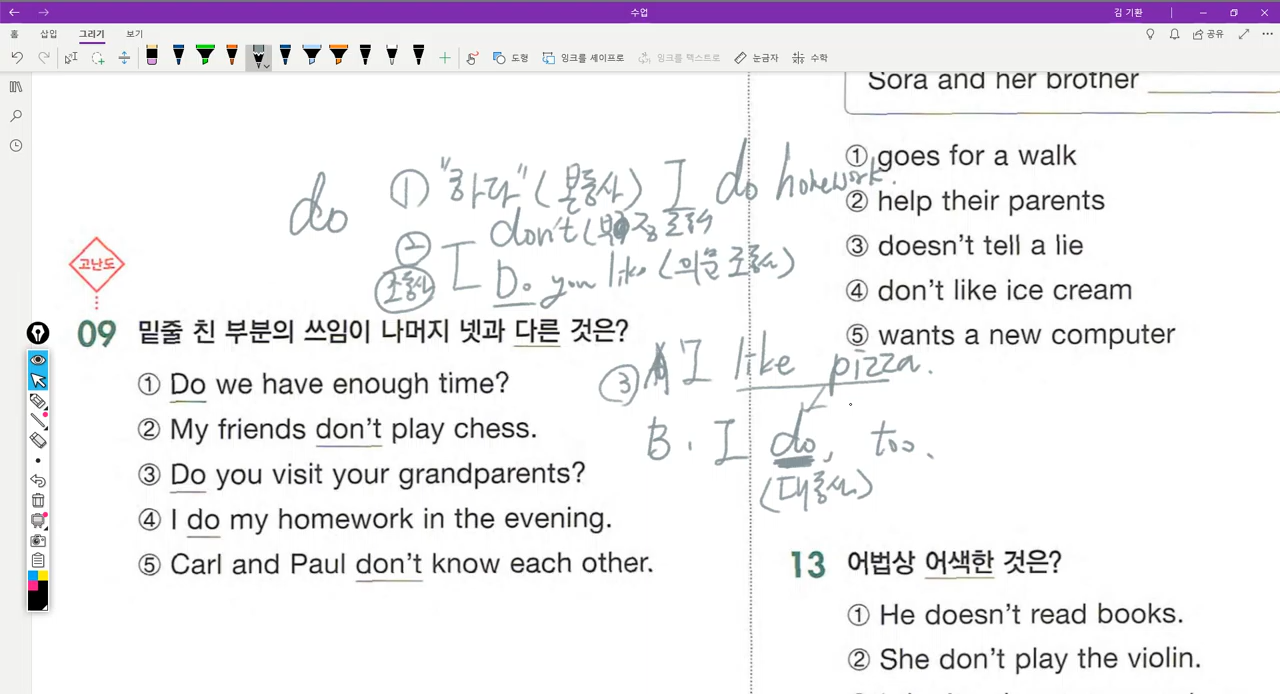 수업
김 기환
홈 삽입 그리기 보기
공유
도형 잉크를 셰이프로 잉크를 텍스트로 눈금자 수학
do ① "하다" (본동사) I do homework.
② don't (부정 조동사
조동사 Do you like (의문 조동사)
고난도
09 밑줄 친 부분의 쓰임이 나머지 넷과 다른 것은?
① Do we have enough time?
② My friends don't play chess.
③ Do you visit your grandparents?
④ I do my homework in the evening.
⑤ Carl and Paul don't know each other.
③ A I like pizza.
B. I do, too.
(대동사)
Sora and her brother
① goes for a walk
② help their parents
③ doesn't tell a lie
④ don't like ice cream
⑤ wants a new computer
13 어법상 어색한 것은?
① He doesn't read books.
② She don't play the violin.